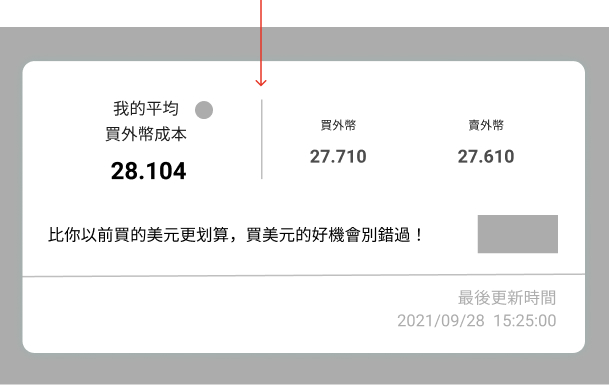 我的平均
買外幣成本
28.104
買外幣
27.710
賣外幣
27.610
比你以前買的美元更划算，買美元的好機會別錯過！
最後更新時間
2021/09/28 15:25:00